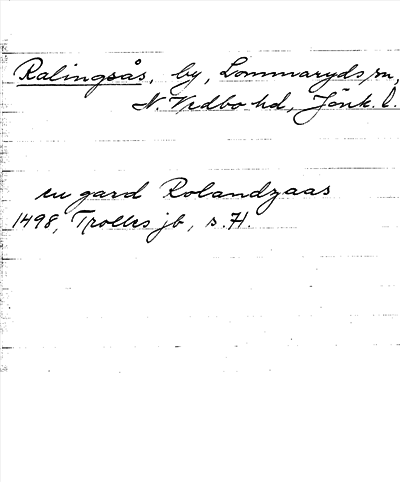 Ralingsås, by, Lommaryds sn,
N. Vedbo hd, Jönk. l.
en gard Rolandzaas
1498, Trolles jb, s. 71.